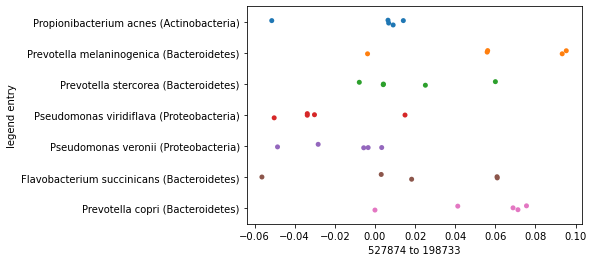 Propionibacterium acnes (Actinobacteria)
Prevotella melaninogenica (Bacteroidetes)
Prevotella stercorea (Bacteroidetes)
Pseudomonas viridiflava (Proteobacteria)
Pseudomonas veronii (Proteobacteria)
Flavobacterium succinicans (Bacteroidetes)
Prevotella copri (Bacteroidetes)
legend entry
−0.06 −0.04 −0.02 0.00 0.02 0.04 0.06 0.08 0.10
527874 to 198733